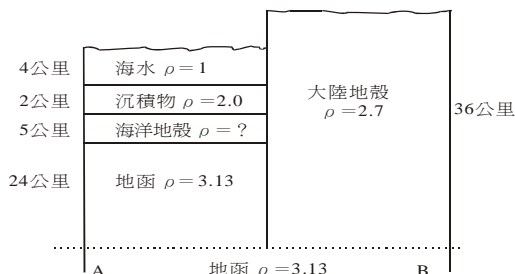 4公里 海水 ρ=1
2公里 沉積物 ρ=2.0
5公里 海洋地殼 ρ=?
24公里 地函 ρ=3.13
大陸地殼
ρ=2.7
36公里
A 地函 ρ=3.13 B